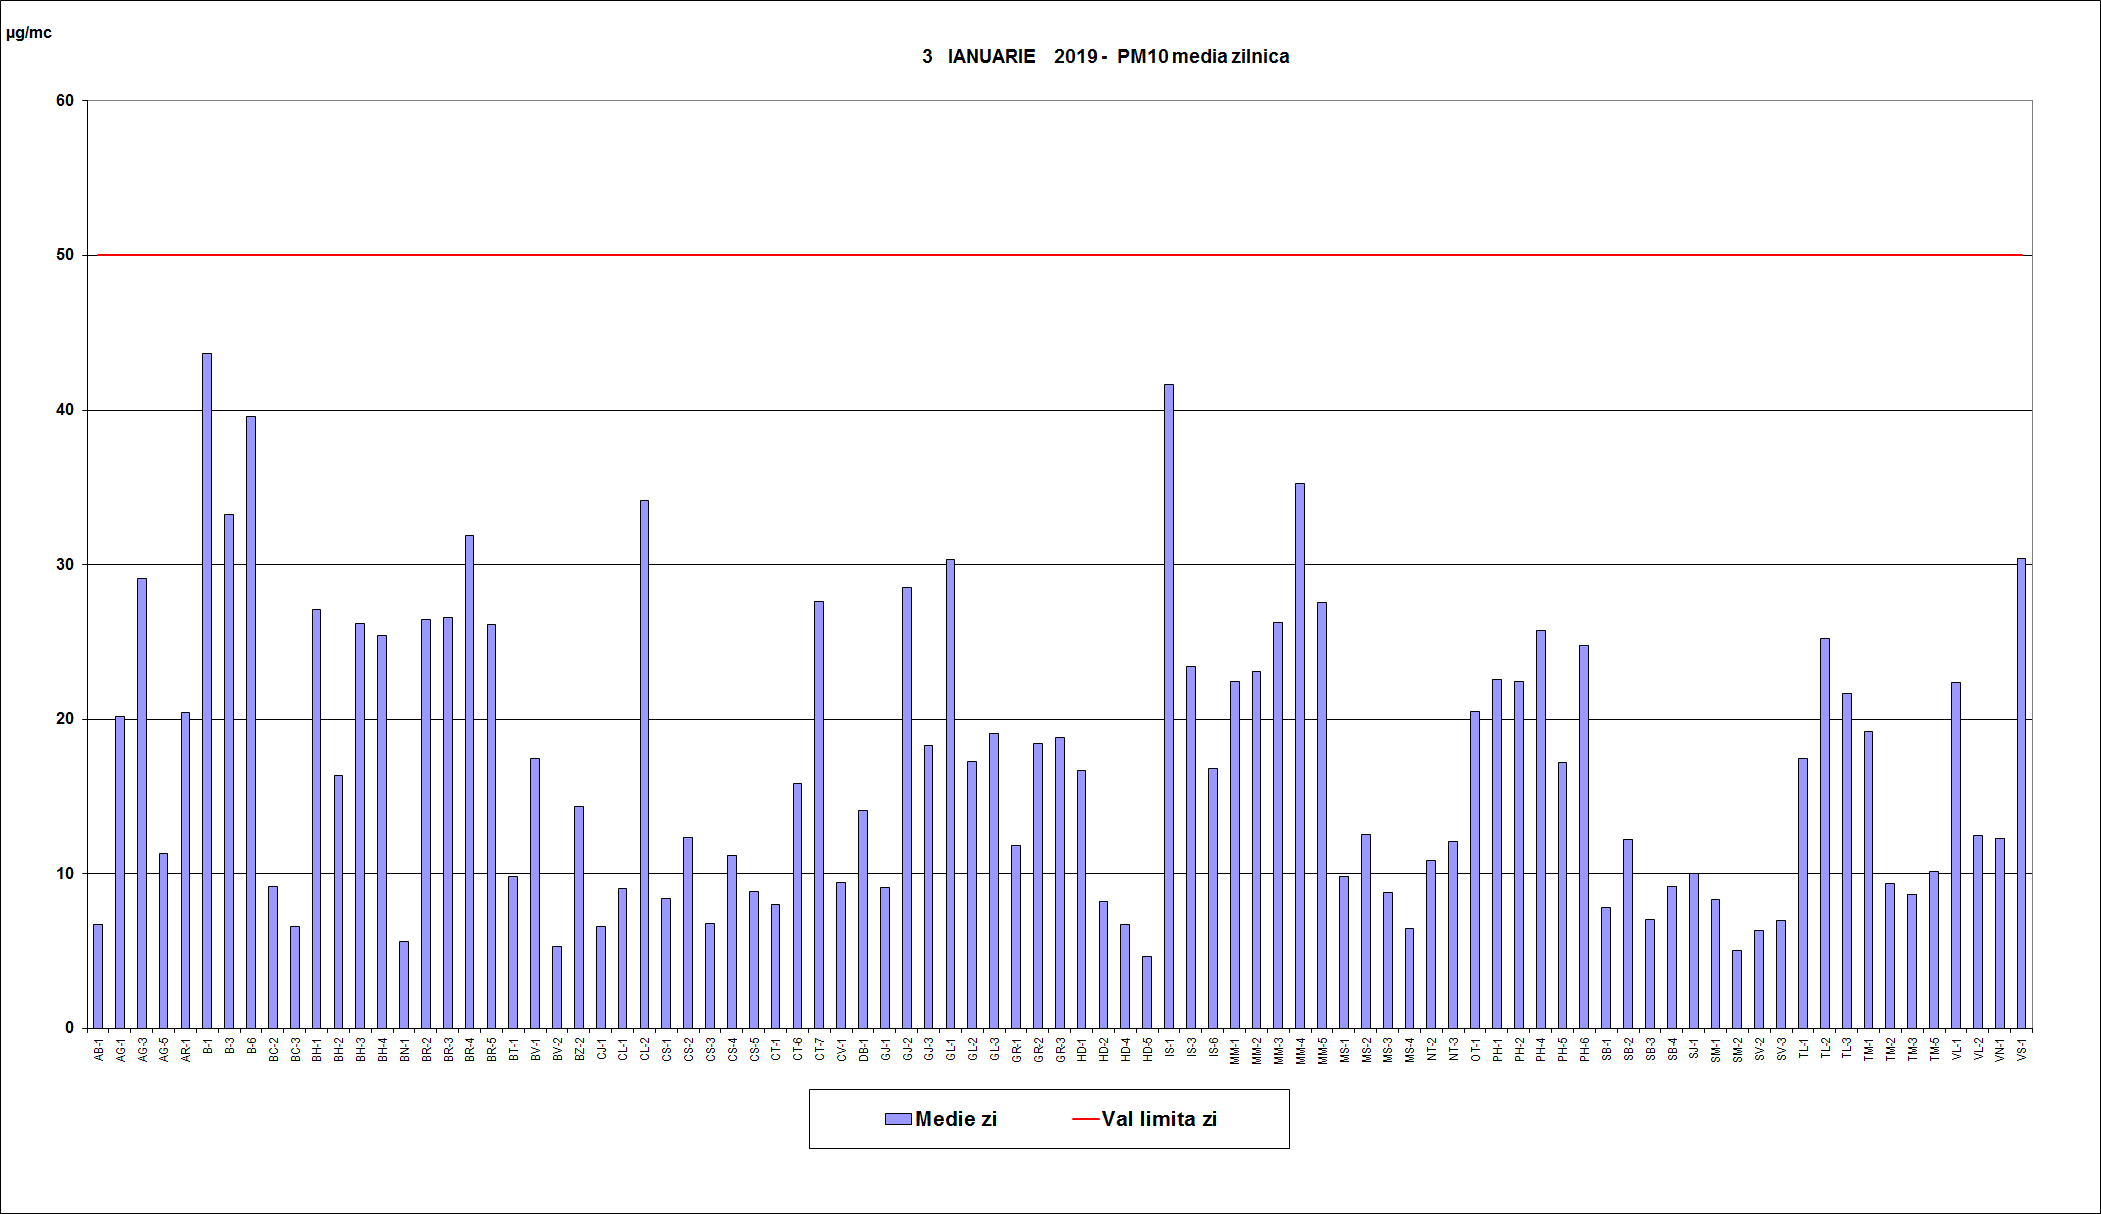 µg/mc
3 IANUARIE 2019 - PM10 media zilnica
60
50
40
30
20
10
0
AB-1 AG-1 AG-3 AG-5 AR-1 B-1 B-3 B-6 BC-2 BC-3 BH-1 BH-2 BH-3 BH-4 BN-1 BR-2 BR-3 BR-4 BR-5 BT-1 BV-1 BV-2 BZ-2 CJ-1 CL-1 CL-2 CS-1 CS-2 CS-3 CS-4 CS-5 CT-1 CT-6 CT-7 CV-1 DB-1 GJ-1 GJ-2 GJ-3 GL-1 GL-2 GL-3 GR-1 GR-2 GR-3 HD-1 HD-2 HD-4 HD-5 IS-1 IS-3 IS-6 MM-1 MM-2 MM-3 MM-4 MM-5 MS-1 MS-2 MS-3 MS-4 NT-2 NT-3 OT-1 PH-1 PH-2 PH-4 PH-5 PH-6 SB-1 SB-2 SB-3 SB-4 SJ-1 SM-1 SM-2 SV-2 SV-3 TL-1 TL-2 TL-3 TM-1 TM-2 TM-3 TM-5 VL-1 VL-2 VN-1 VS-1
Medie zi Val limita zi